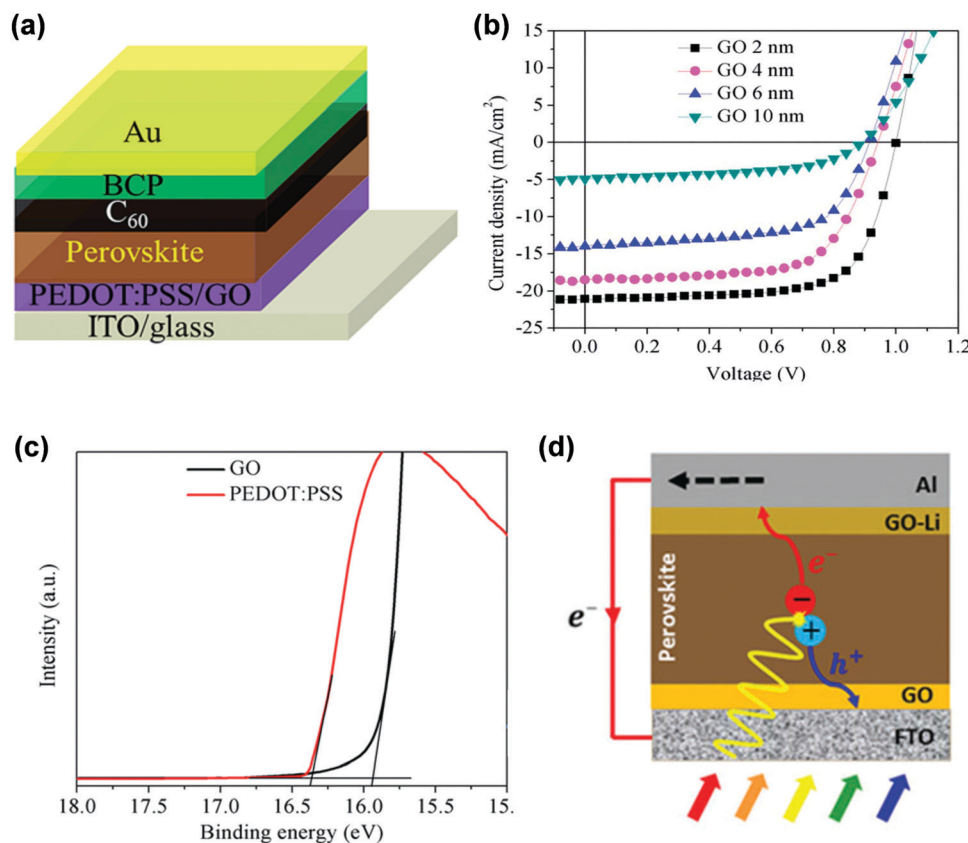 (a)
Au
BCP
C₆₀
Perovskite
PEDOT:PSS/GO
ITO/glass
(b)
GO 2 nm
GO 4 nm
GO 6 nm
GO 10 nm
Current density (mA/cm²)
15
10
5
0
-5
-10
-15
-20
-25
0.0 0.2 0.4 0.6 0.8 1.0 1.2
Voltage (V)
(c)
GO
PEDOT:PSS
Intensity (a.u.)
18.0 17.5 17.0 16.5 16.0 15.5 15.
Binding energy (eV)
(d)
Al
GO-Li
e⁻
e⁻
−
+
h⁺
Perovskite
GO
FTO